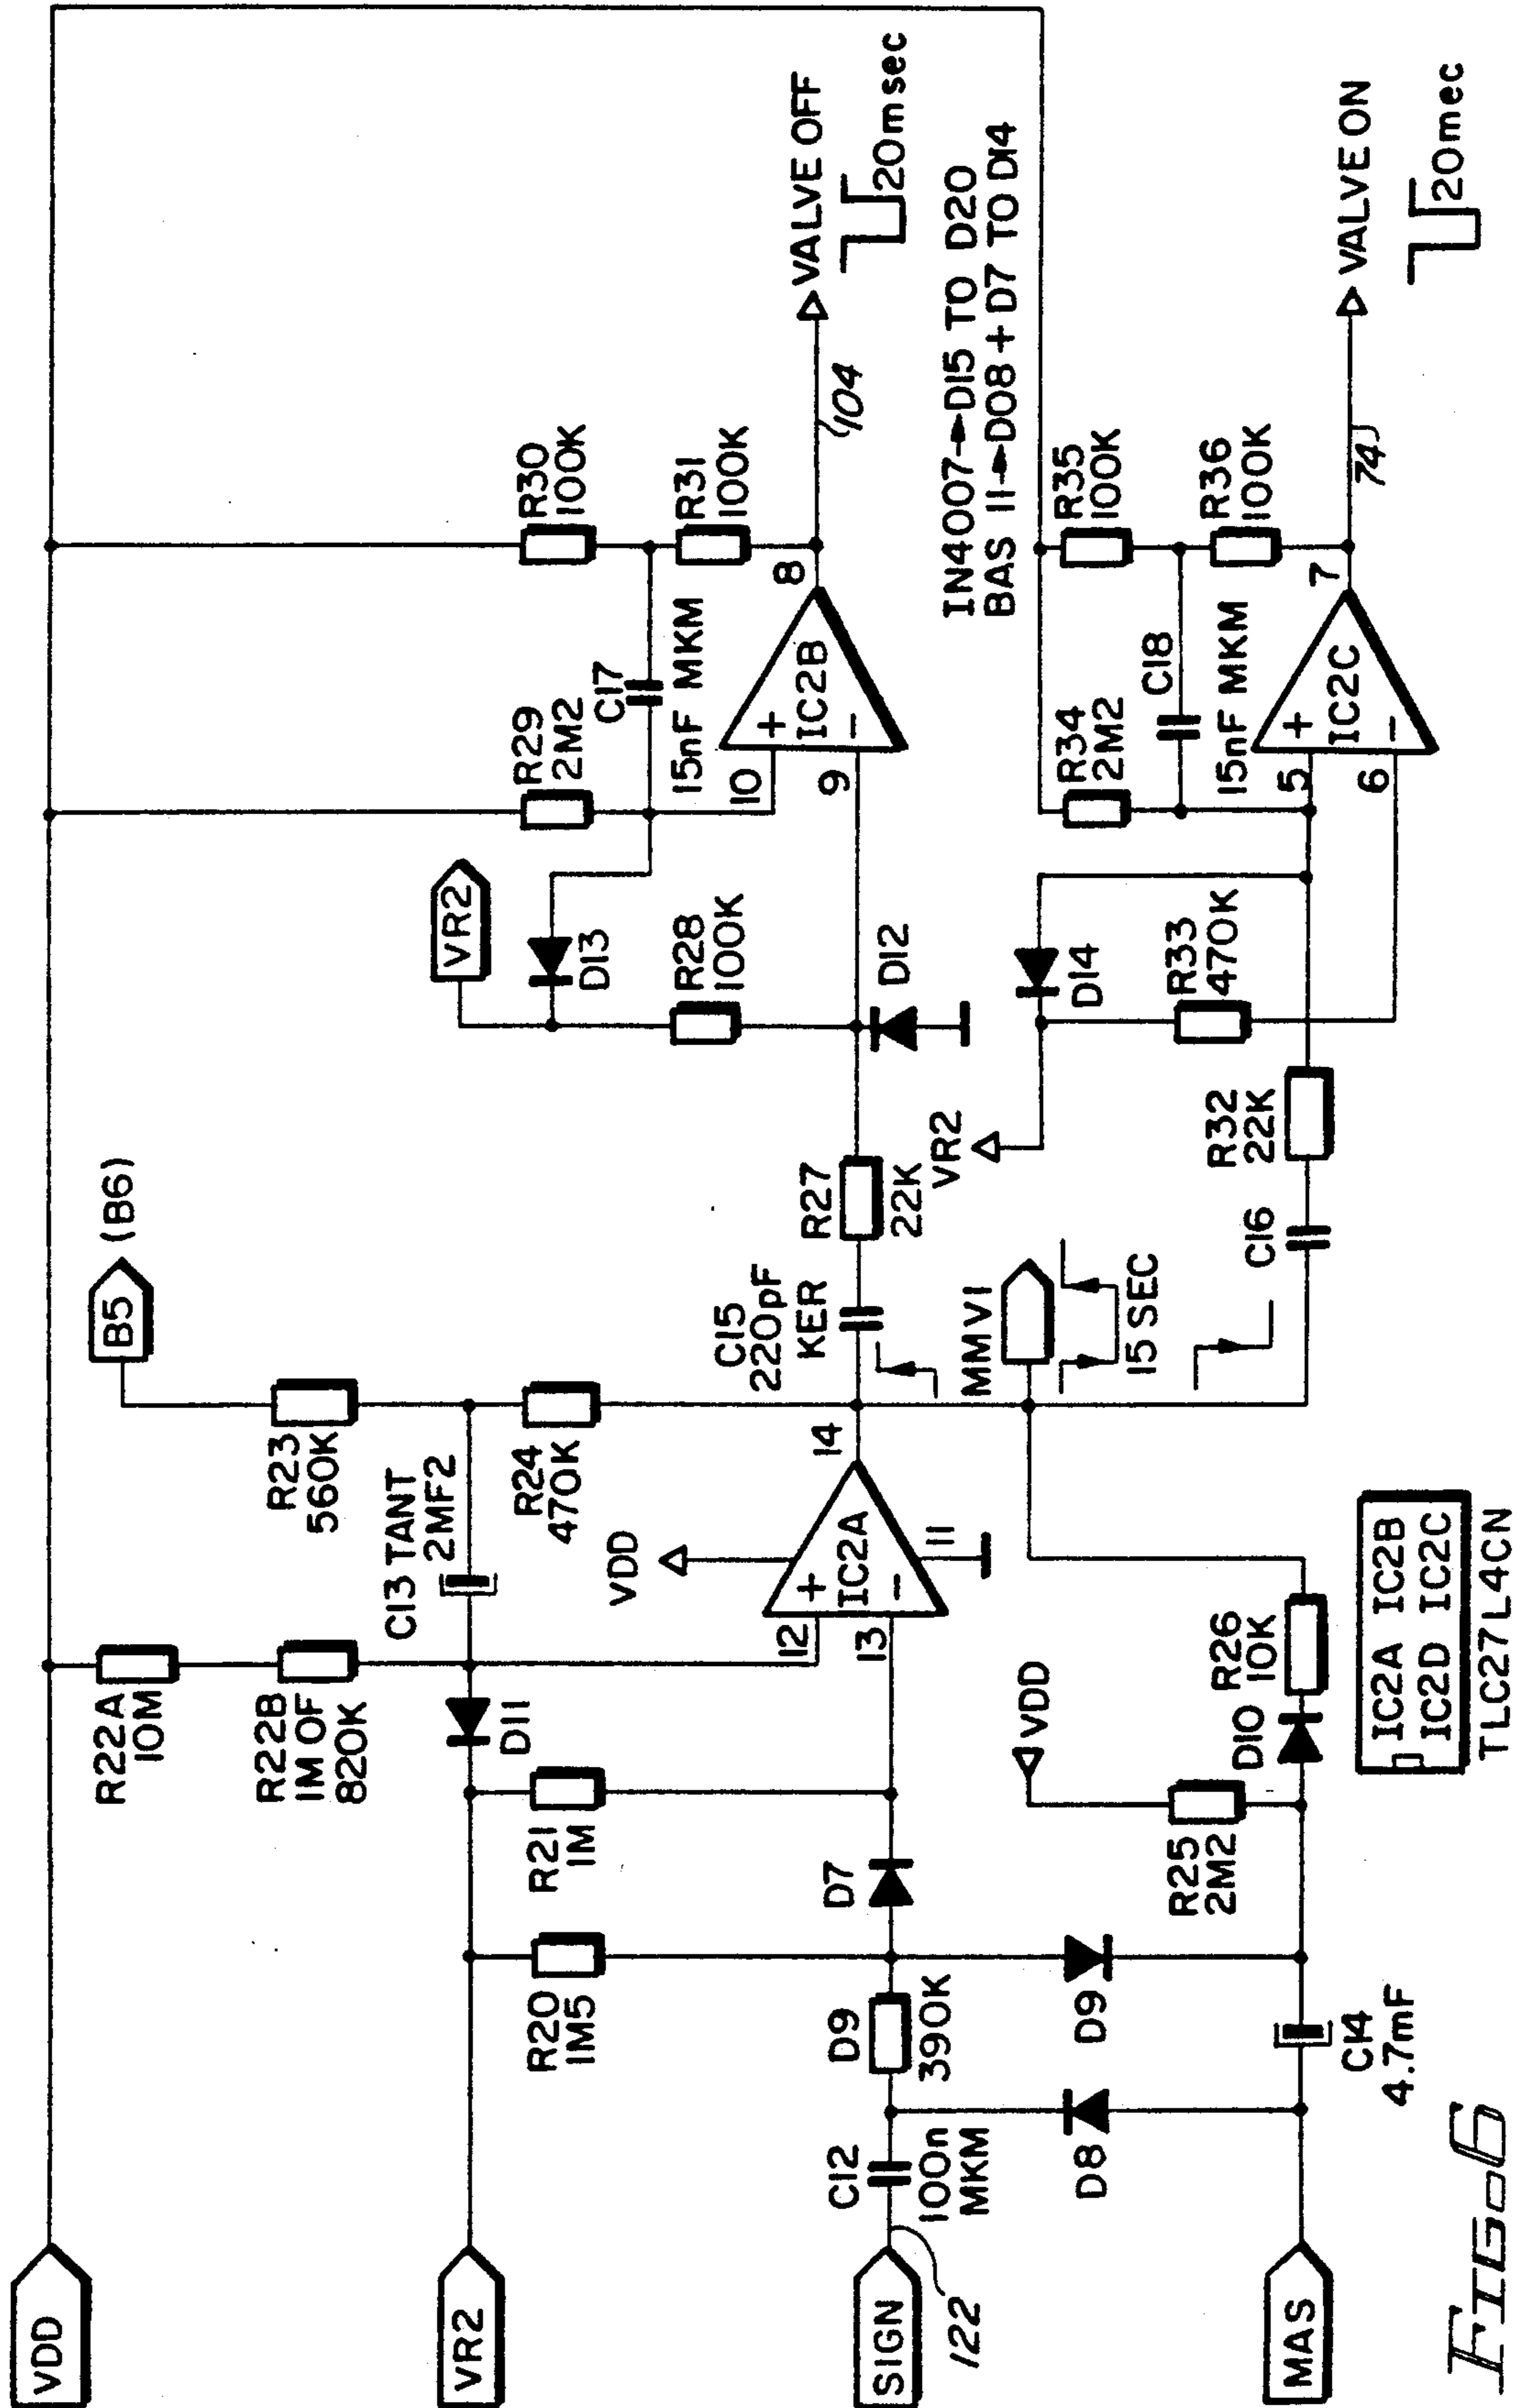 VDD
VR2
SIGN
122
MAS
C12
100n
MKM
D8
D9
390K
D9
C14
4.7mF
R20
1M5
R21
1M
D7
R25
2M2
VDD
D10
R26
10K
R22A
10M
R22B
1M OF
820K
D11
C13 TANT
2MF2
R23
560K
B5
(B6)
R24
470K
VDD
12
13
+
-
IC2A
14
11
C15
220pF
KER
MMV1
15 SEC
C16
R27
22K
R32
22K
VR2
VR2
D13
R28
100K
D12
D14
R33
470K
R29
2M2
C17
15nF MKM
10
9
+
-
IC2B
8
R30
100K
R31
100K
104
VALVE OFF
20msec
IN4007→D15 TO D20
BAS 11→D08+D7 TO D14
R34
2M2
C18
15nF MKM
5
6
+
-
IC2C
7
R35
100K
R36
100K
74
VALVE ON
20mec
IC2A IC2B
IC2D IC2C
TLC27L4CN
FIG. 6